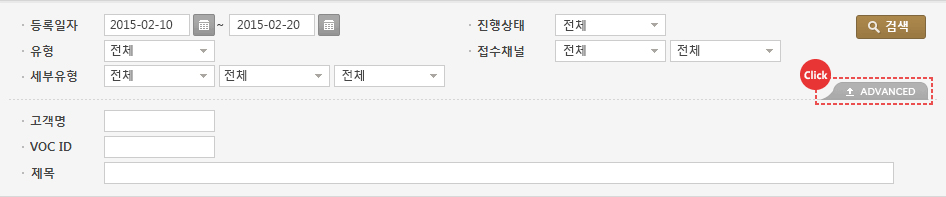 등록일자 2015-02-10 ~ 2015-02-20 진행상태 전체 검색
유형 전체 접수채널 전체 전체
세부유형 전체 전체 전체
Click
ADVANCED
고객명
VOC ID
제목